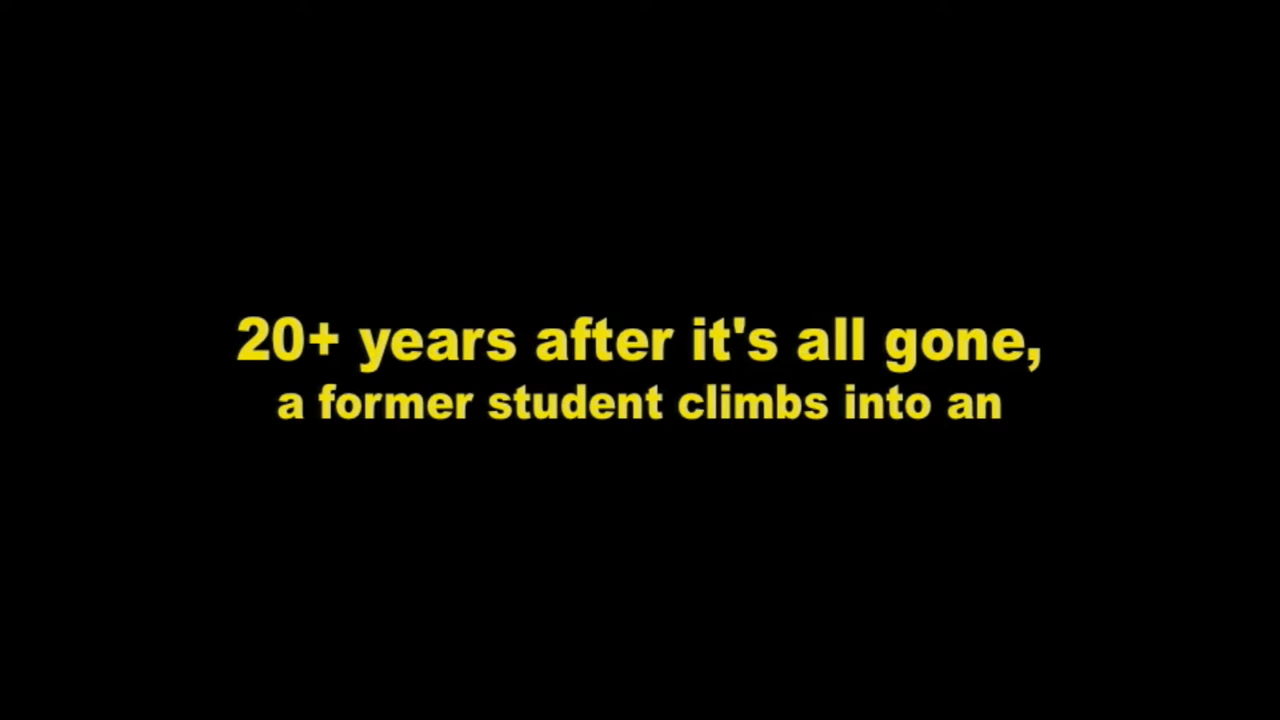 20+ years after it's all gone,
a former student climbs into an